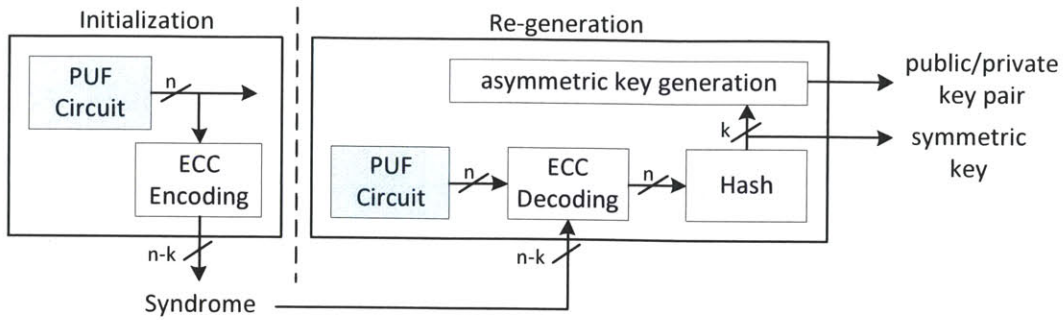 Initialization
PUF
Circuit
n
ECC
Encoding
n-k
Syndrome
Re-generation
asymmetric key generation
public/private
key pair
k
symmetric
key
PUF
Circuit
n
ECC
Decoding
n
Hash
n-k